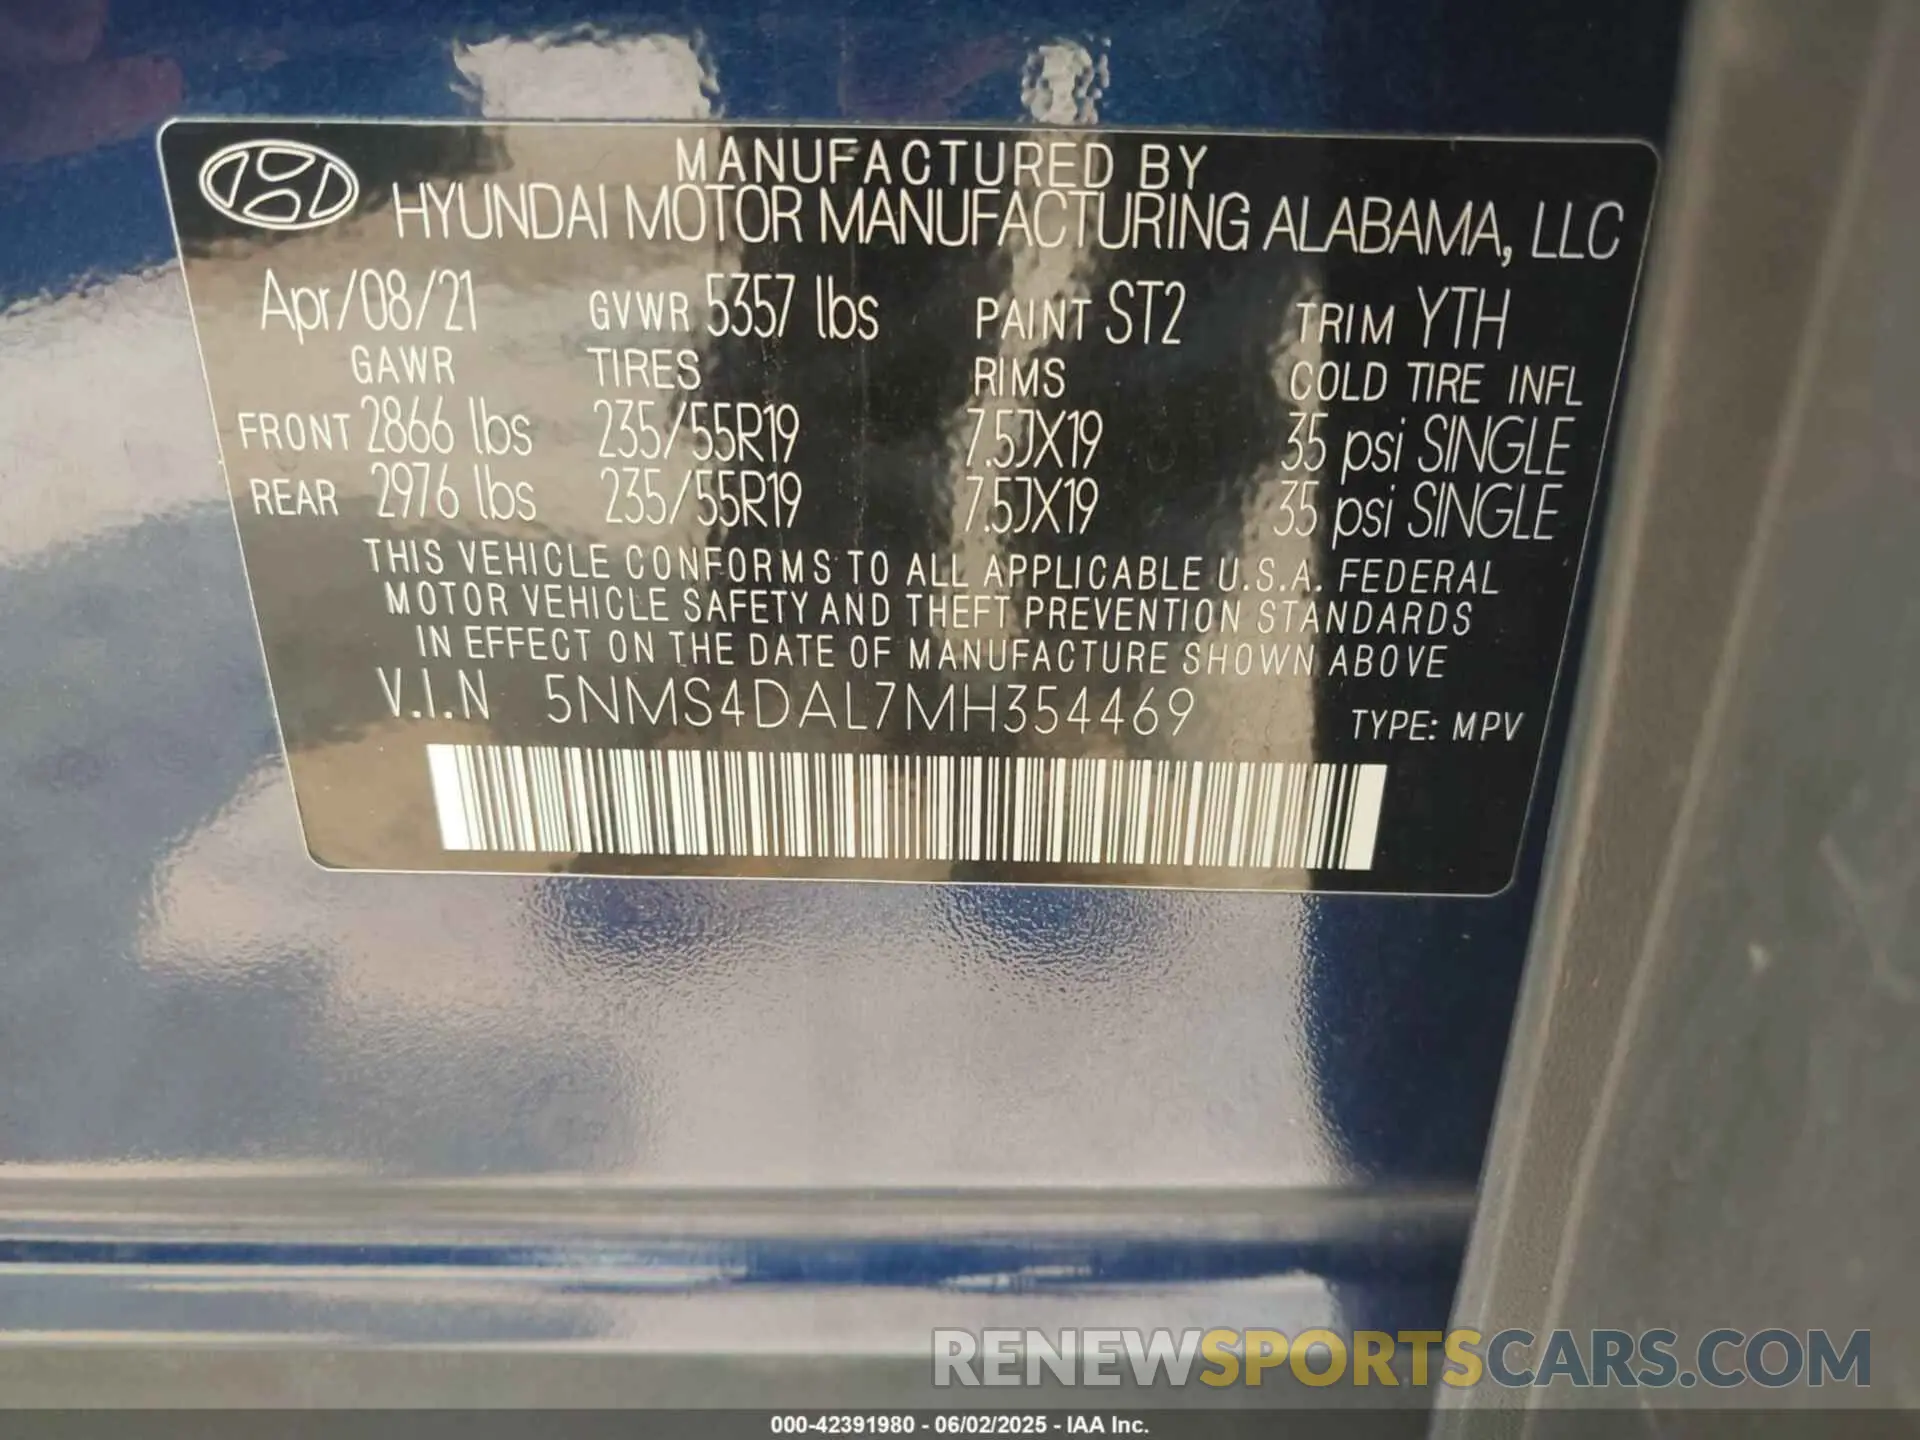 MANUFACTURED BY
HYUNDAI MOTOR MANUFACTURING ALABAMA, LLC
Apr/08/21 GVWR 5357 lbs PAINT ST2 TRIM YTH
GAWR TIRES RIMS COLD TIRE INFL
FRONT 2866 lbs 235/55R19 7.5JX19 35 psi SINGLE
REAR 2976 lbs 235/55R19 7.5JX19 35 psi SINGLE
THIS VEHICLE CONFORMS TO ALL APPLICABLE U.S.A. FEDERAL
MOTOR VEHICLE SAFETY AND THEFT PREVENTION STANDARDS
IN EFFECT ON THE DATE OF MANUFACTURE SHOWN ABOVE
V.I.N 5NMS4DAL7MH354469 TYPE: MPV
RENEWSPORTSCARS.COM
000-42391980 - 06/02/2025 - IAA Inc.